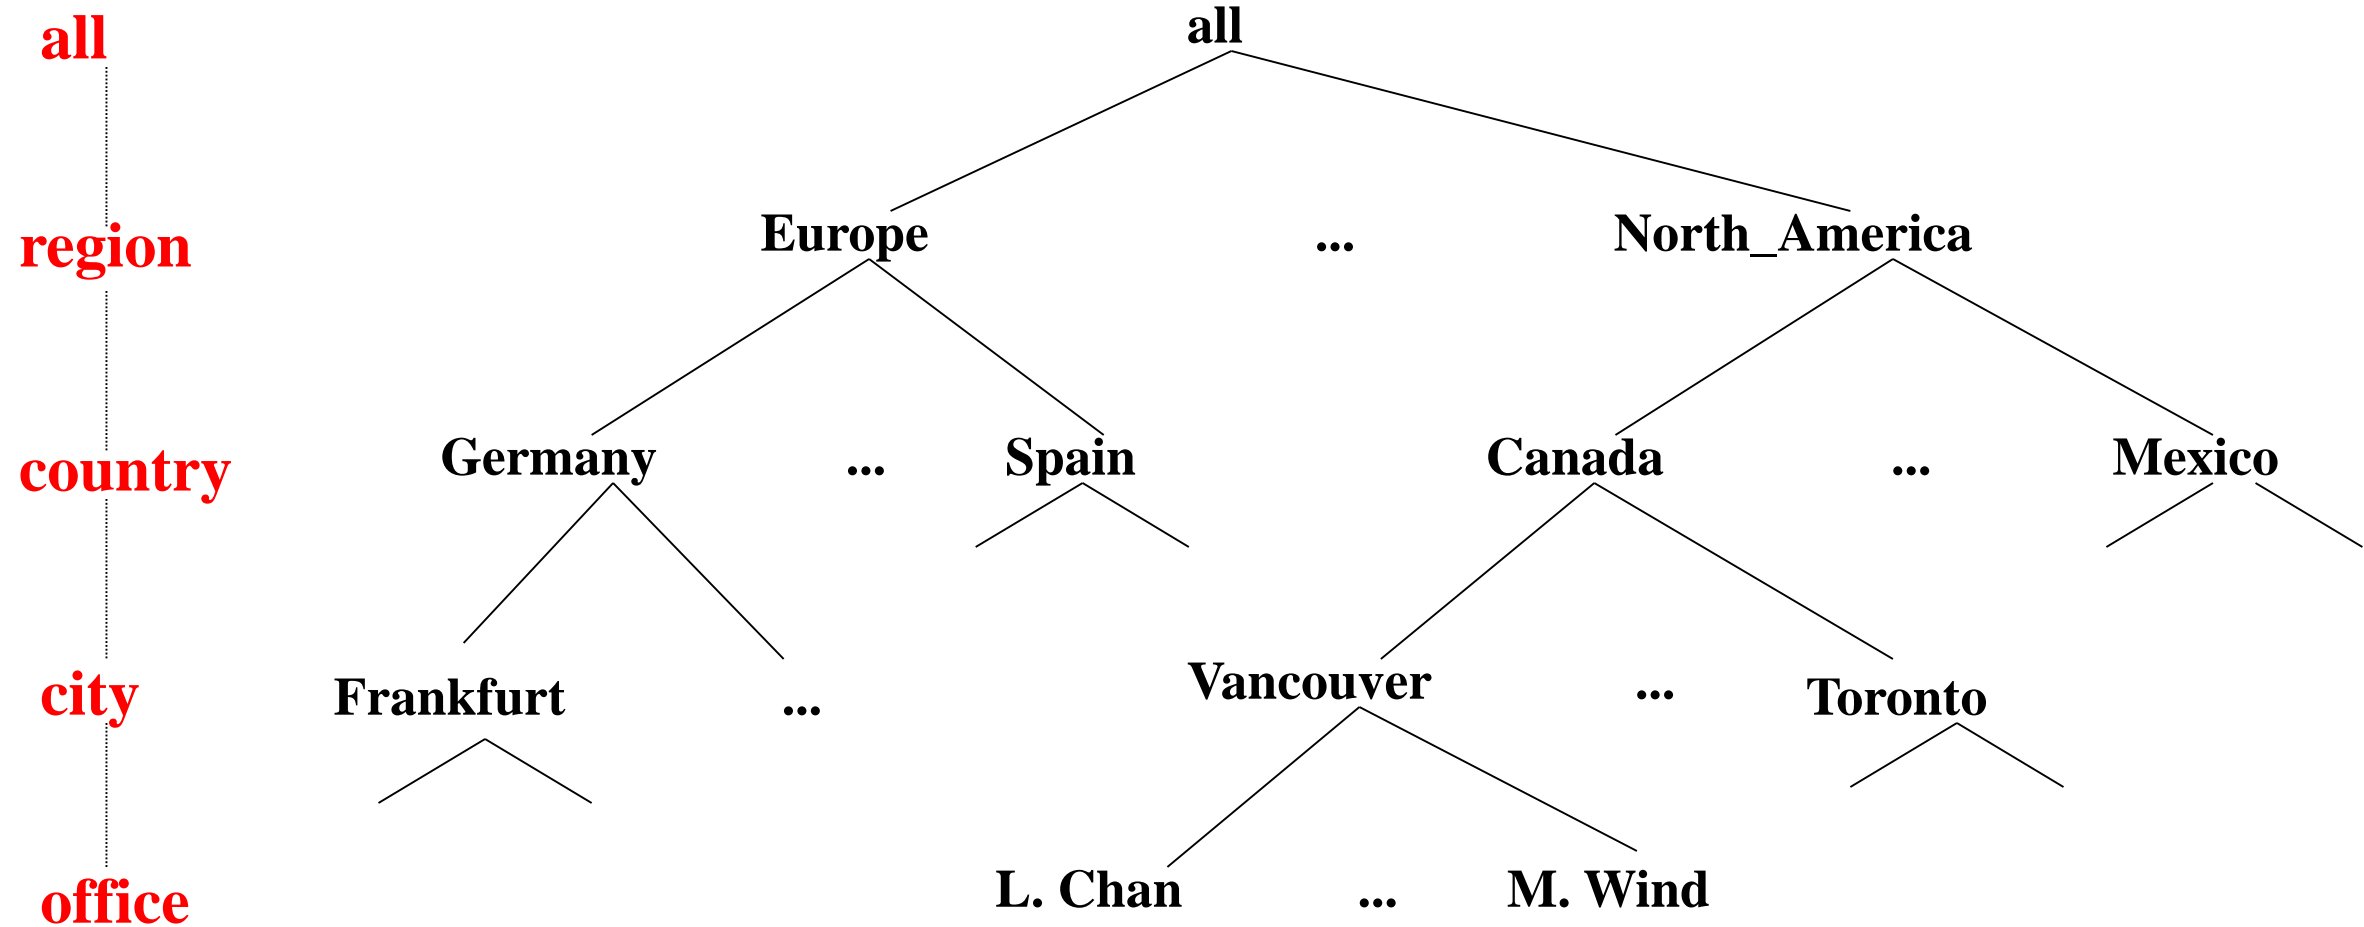 all all
region Europe ... North_America
country Germany ... Spain Canada ... Mexico
city Frankfurt ... Vancouver ... Toronto
office L. Chan ... M. Wind